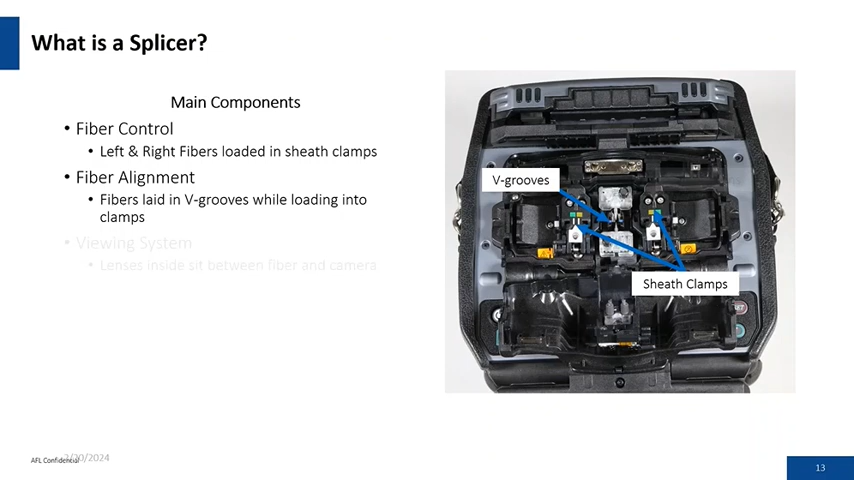 What is a Splicer?
Main Components
• Fiber Control
• Left & Right Fibers loaded in sheath clamps
• Fiber Alignment
• Fibers laid in V-grooves while loading into
clamps
• Viewing System
• Lenses inside sit between fiber and camera
V-grooves
Sheath Clamps
AFL Confidential
/20/2024
13